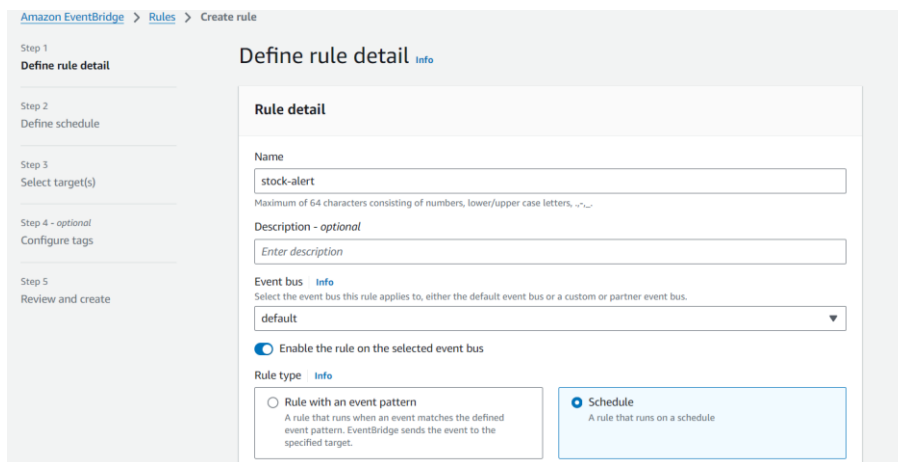 Amazon EventBridge > Rules > Create rule
Step 1
Define rule detail
Step 2
Define schedule
Step 3
Select target(s)
Step 4 - optional
Configure tags
Step 5
Review and create
Define rule detail Info
Rule detail
Name
stock-alert
Maximum of 64 characters consisting of numbers, lower/upper case letters, .,-,_.
Description - optional
Enter description
Event bus Info
Select the event bus this rule applies to, either the default event bus or a custom or partner event bus.
default
Enable the rule on the selected event bus
Rule type Info
Rule with an event pattern
A rule that runs when an event matches the defined
event pattern. EventBridge sends the event to the
specified target.
Schedule
A rule that runs on a schedule